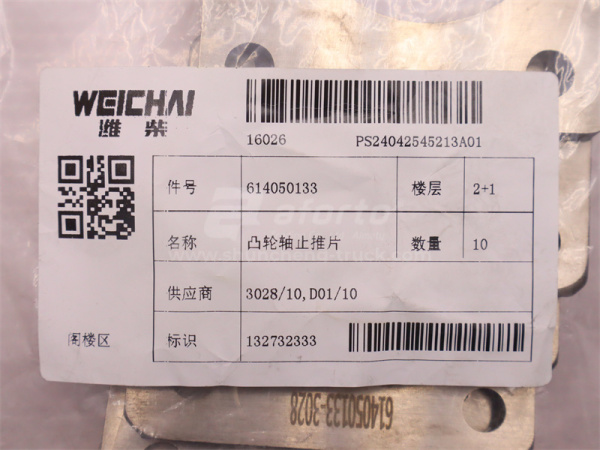 WEICHAI
潍柴
16026 PS24042545213A01
件号 614050133 楼层 2+1
名称 凸轮轴止推片 数量 10
供应商 3028/10,D01/10
阁楼区 标识 132732333
614050133-3028